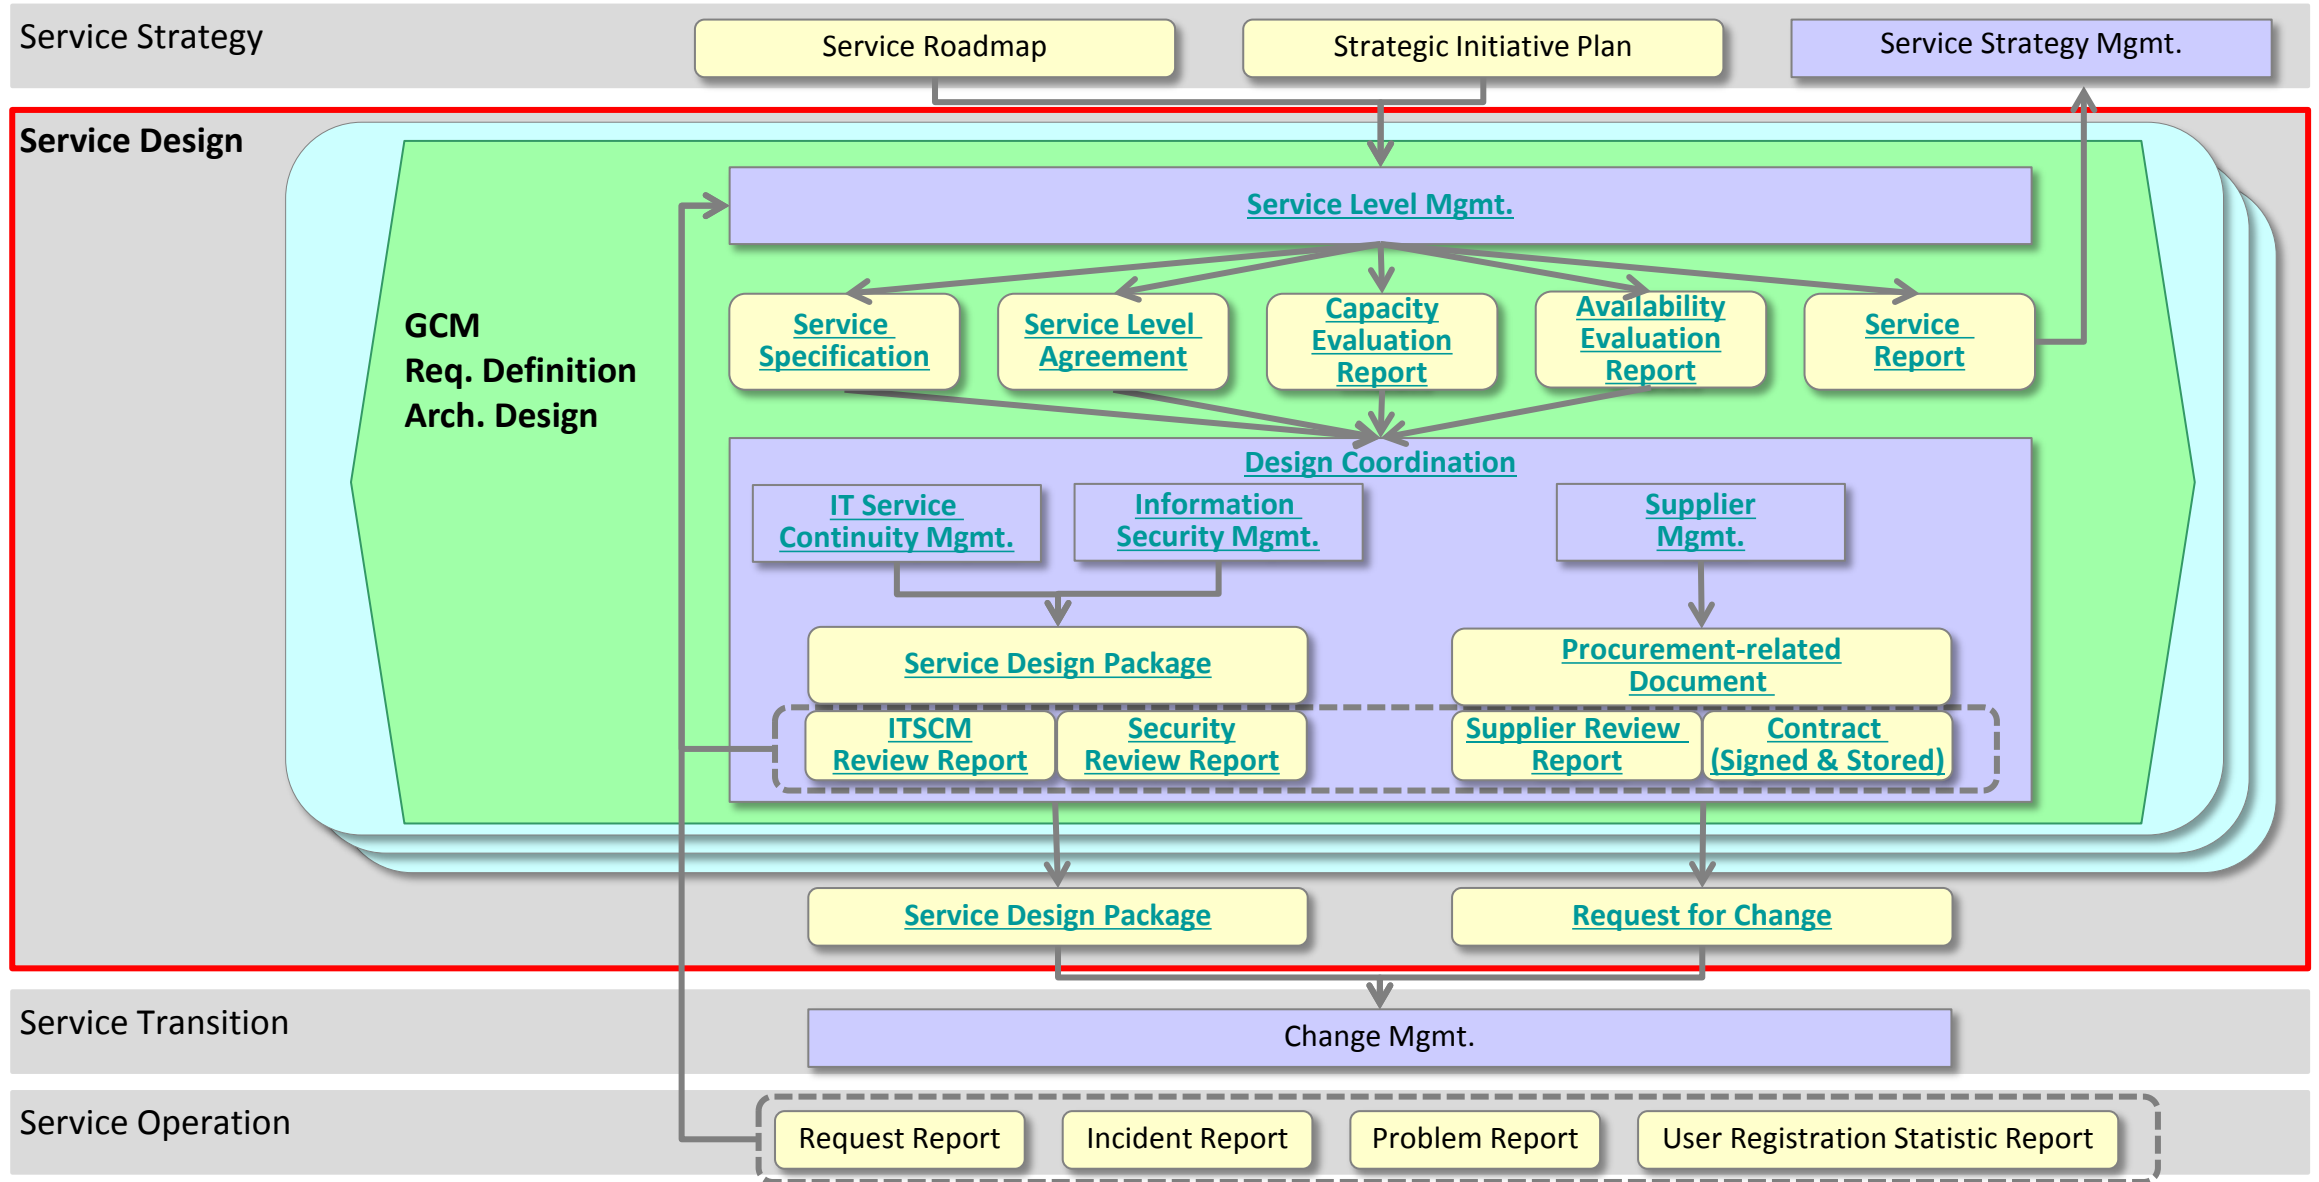 Service Strategy
Service Roadmap
Strategic Initiative Plan
Service Strategy Mgmt.
Service Design
Service Level Mgmt.
GCM
Req. Definition
Arch. Design
Service
Specification
Service Level
Agreement
Capacity
Evaluation
Report
Availability
Evaluation
Report
Service
Report
Design Coordination
IT Service
Continuity Mgmt.
Information
Security Mgmt.
Supplier
Mgmt.
Service Design Package
Procurement-related
Document
ITSCM
Review Report
Security
Review Report
Supplier Review
Report
Contract
(Signed & Stored)
Service Design Package
Request for Change
Service Transition
Change Mgmt.
Service Operation
Request Report
Incident Report
Problem Report
User Registration Statistic Report